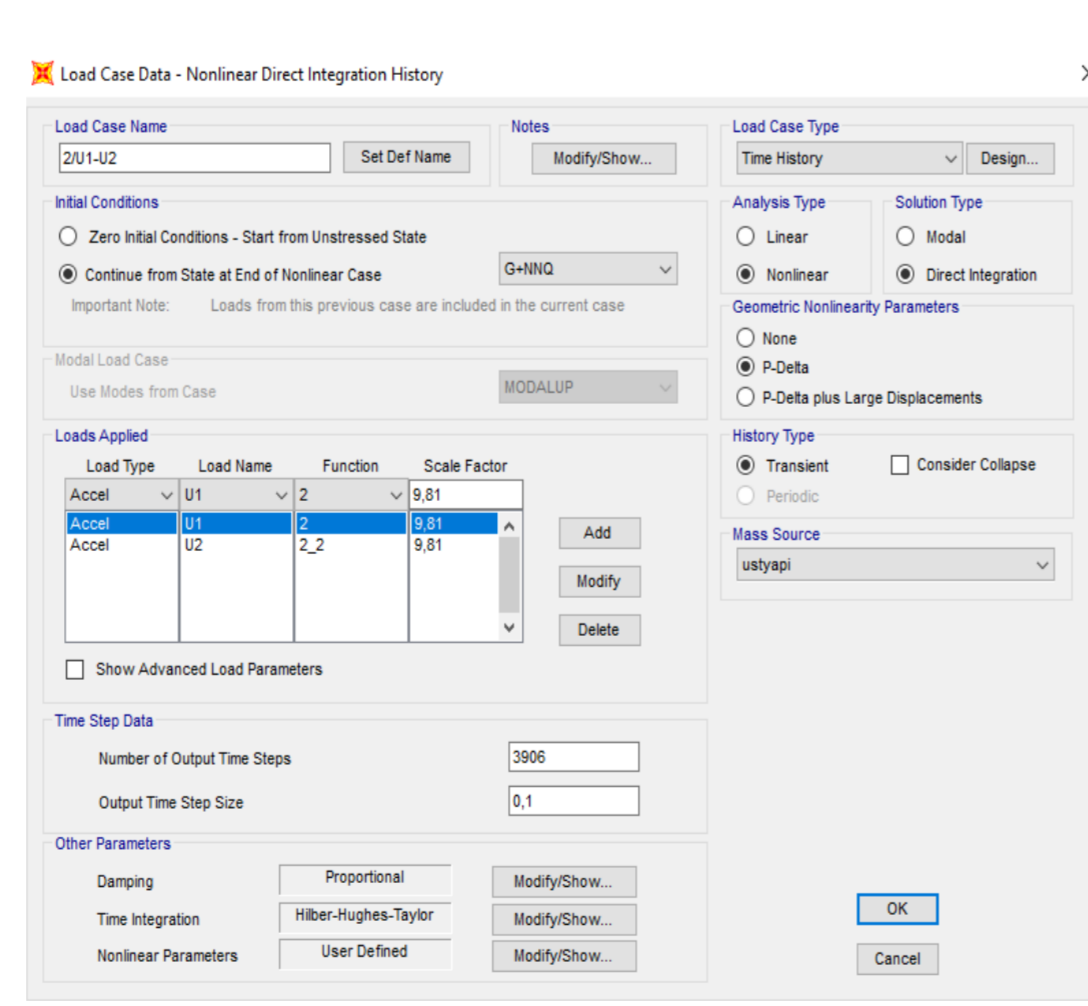 Load Case Data - Nonlinear Direct Integration History
Load Case Name
2/U1-U2
Set Def Name
Notes
Modify/Show...
Load Case Type
Time History
Design...
Initial Conditions
Zero Initial Conditions - Start from Unstressed State
Continue from State at End of Nonlinear Case
G+NNQ
Important Note: Loads from this previous case are included in the current case
Analysis Type
Linear
Nonlinear
Solution Type
Modal
Direct Integration
Geometric Nonlinearity Parameters
None
P-Delta
P-Delta plus Large Displacements
Modal Load Case
Use Modes from Case
MODALUP
Loads Applied
Load Type Load Name Function Scale Factor
Accel U1 2 9,81
Accel U1 2 9,81
Accel U2 2_2 9,81
Add
Modify
Delete
Show Advanced Load Parameters
History Type
Transient
Consider Collapse
Periodic
Mass Source
ustyapi
Time Step Data
Number of Output Time Steps 3906
Output Time Step Size 0,1
Other Parameters
Damping Proportional Modify/Show...
Time Integration Hilber-Hughes-Taylor Modify/Show...
Nonlinear Parameters User Defined Modify/Show...
OK
Cancel